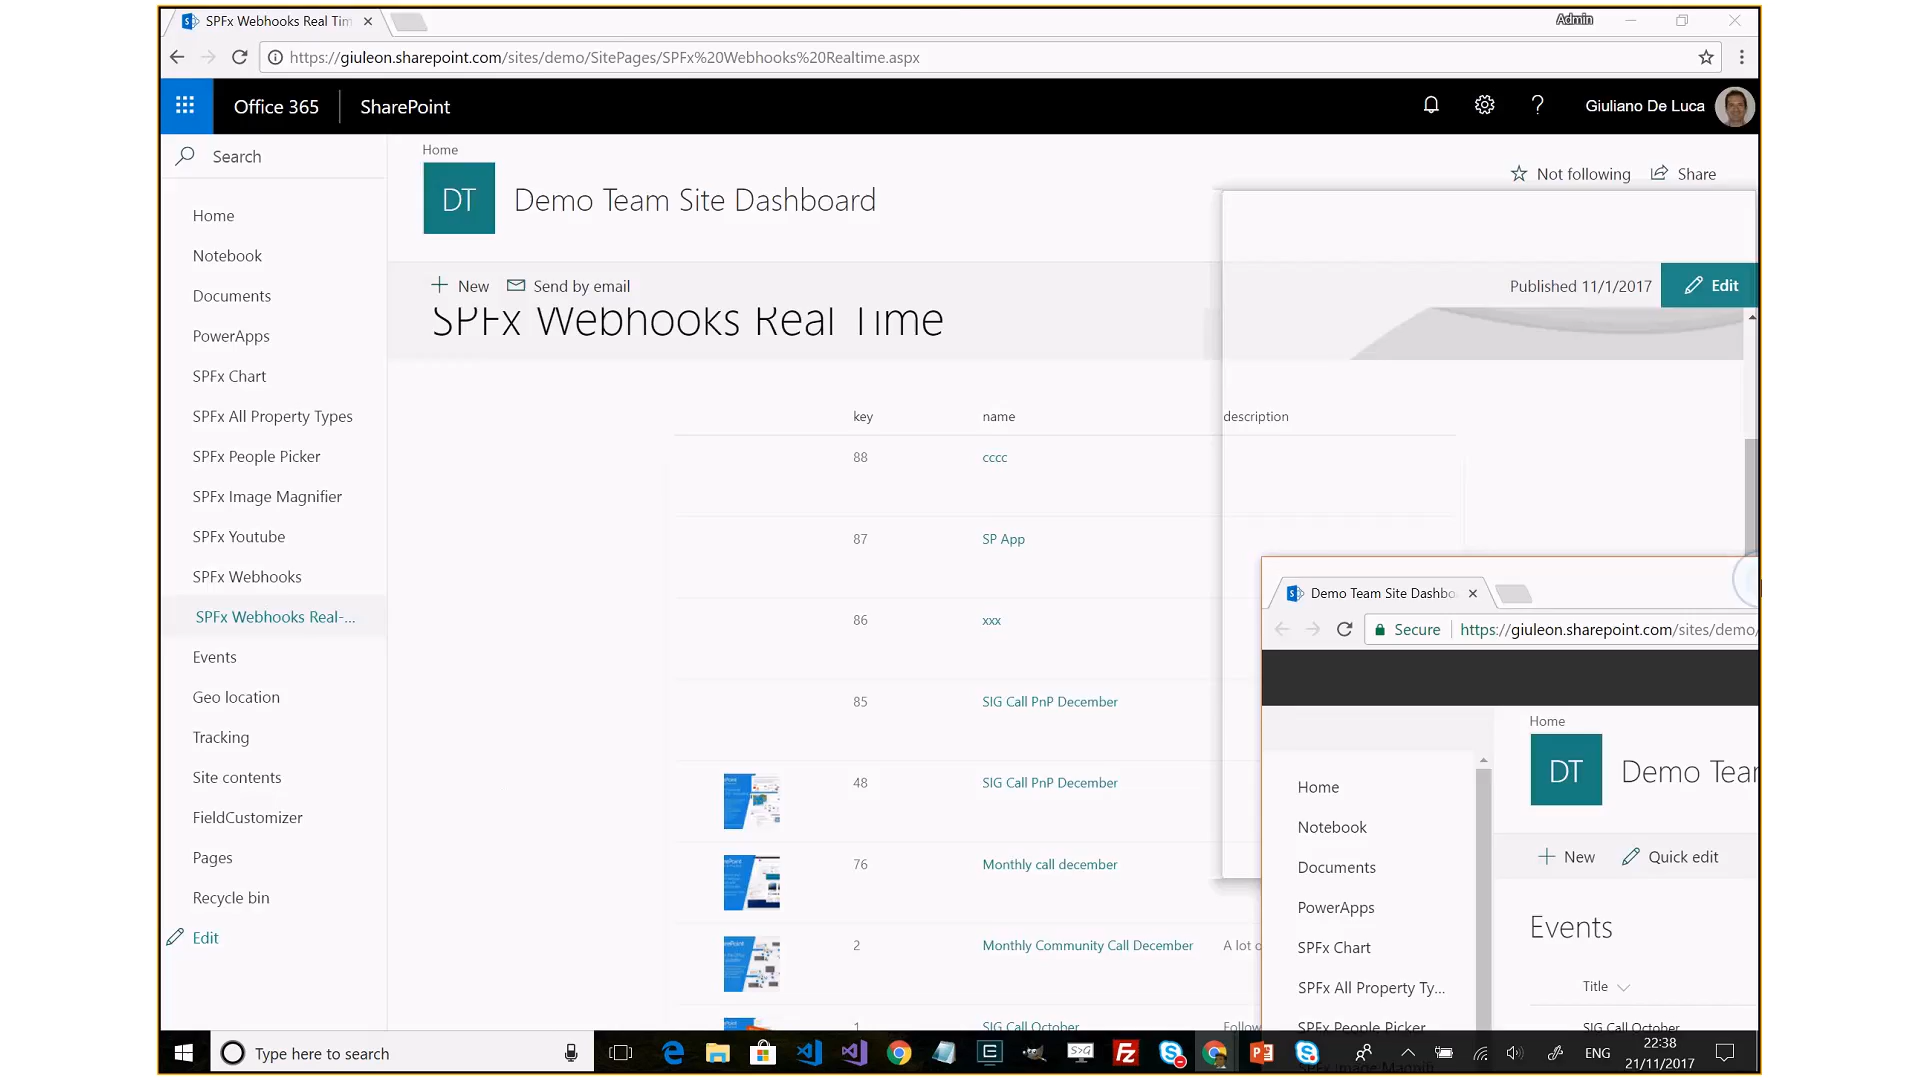 SPFx Webhooks Real Tim
Admin
https://giuleon.sharepoint.com/sites/demo/SitePages/SPFx%20Webhooks%20Realtime.aspx
Office 365
SharePoint
Giuliano De Luca
Search
Home
Notebook
Documents
PowerApps
SPFx Chart
SPFx All Property Types
SPFx People Picker
SPFx Image Magnifier
SPFx Youtube
SPFx Webhooks
SPFx Webhooks Real-...
Events
Geo location
Tracking
Site contents
FieldCustomizer
Pages
Recycle bin
Edit
Home
DT
Demo Team Site Dashboard
Not following
Share
New
Send by email
Published 11/1/2017
Edit
SPFx Webhooks Real Time
key name description
88 cccc
87 SP App
86 xxx
85 SIG Call PnP December
48 SIG Call PnP December
76 Monthly call december
2 Monthly Community Call December A lot o
1 SIG Call October Follow
Demo Team Site Dashbo
Secure https://giuleon.sharepoint.com/sites/demo/
Home
Notebook
Documents
PowerApps
SPFx Chart
SPFx All Property Ty...
SPFx People Picker
SPFx Image Magnifi
Home
DT
Demo Tear
New
Quick edit
Events
Title
SIG Call October
Type here to search
ENG
22:38
21/11/2017